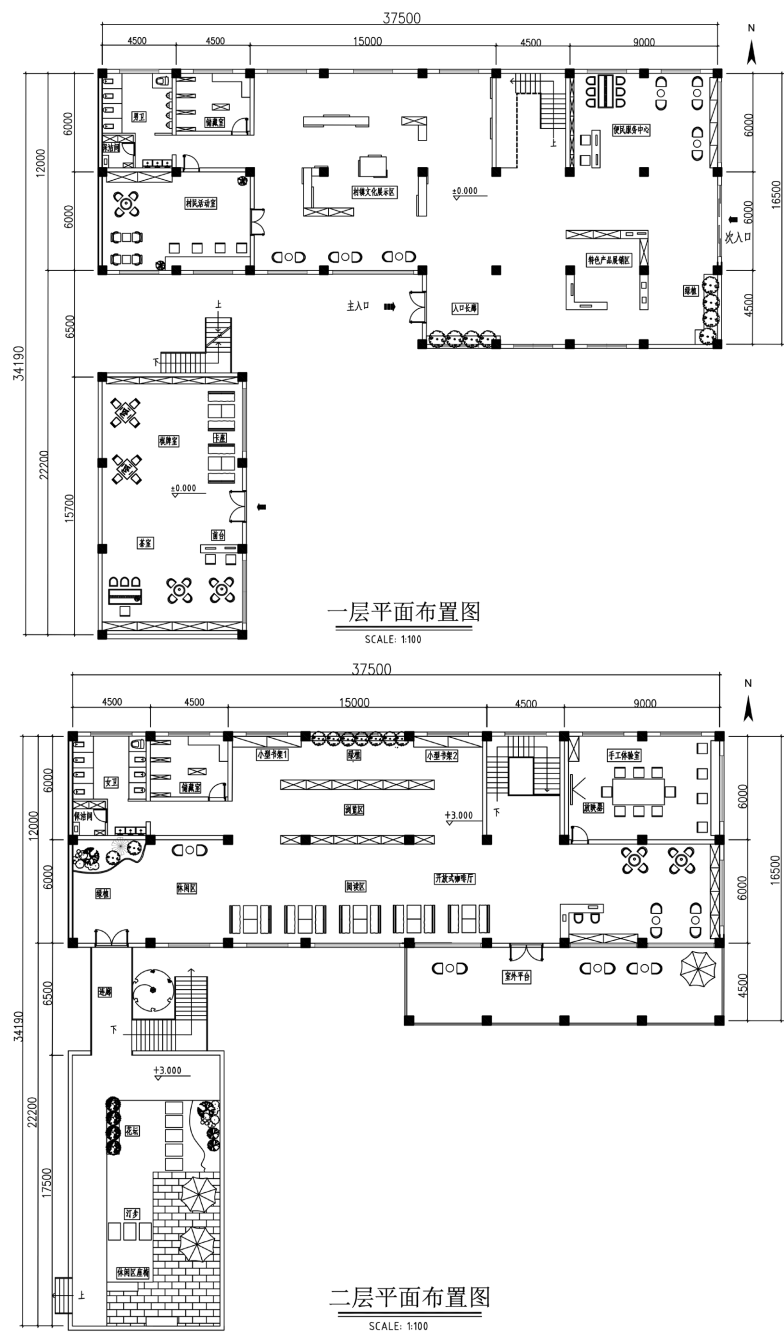 37500
4500
4500
15000
4500
9000
N
34190
12000
22200
6000
6000
6500
15700
6000
6000
4500
16500
男卫
储藏室
保洁间
村民活动室
村镇文化展示区
±0.000
上
便民服务中心
次入口
特色产品展销区
绿植
主入口
入口长廊
上
下
棋牌室
卡座
±0.000
茶室
前台
一层平面布置图
SCALE: 1:100
37500
4500
4500
15000
4500
9000
N
34190
12000
22200
6000
6000
6500
17500
6000
6000
4500
16500
女卫
储藏室
保洁间
小型书架1
绿植
小型书架2
浏览区
+3.000
下
手工体验室
绿植
休闲区
阅读区
开放式咖啡厅
室外平台
下
+3.000
花坛
汀步
休闲区座椅
上
二层平面布置图
SCALE: 1:100